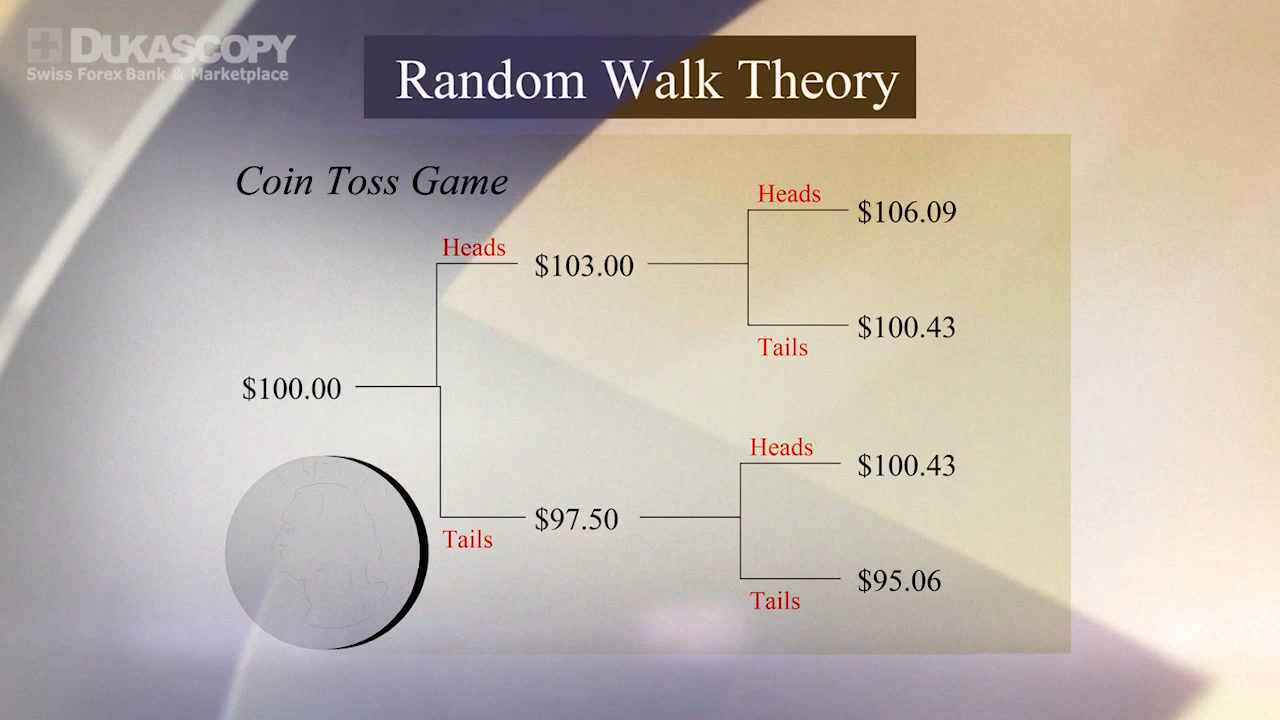 DUKASCOPY
Swiss Forex Bank & Marketplace
Random Walk Theory
Coin Toss Game
Heads
$106.09
Heads
$103.00
$100.43
Tails
$100.00
Heads
$100.43
$97.50
Tails
$95.06
Tails